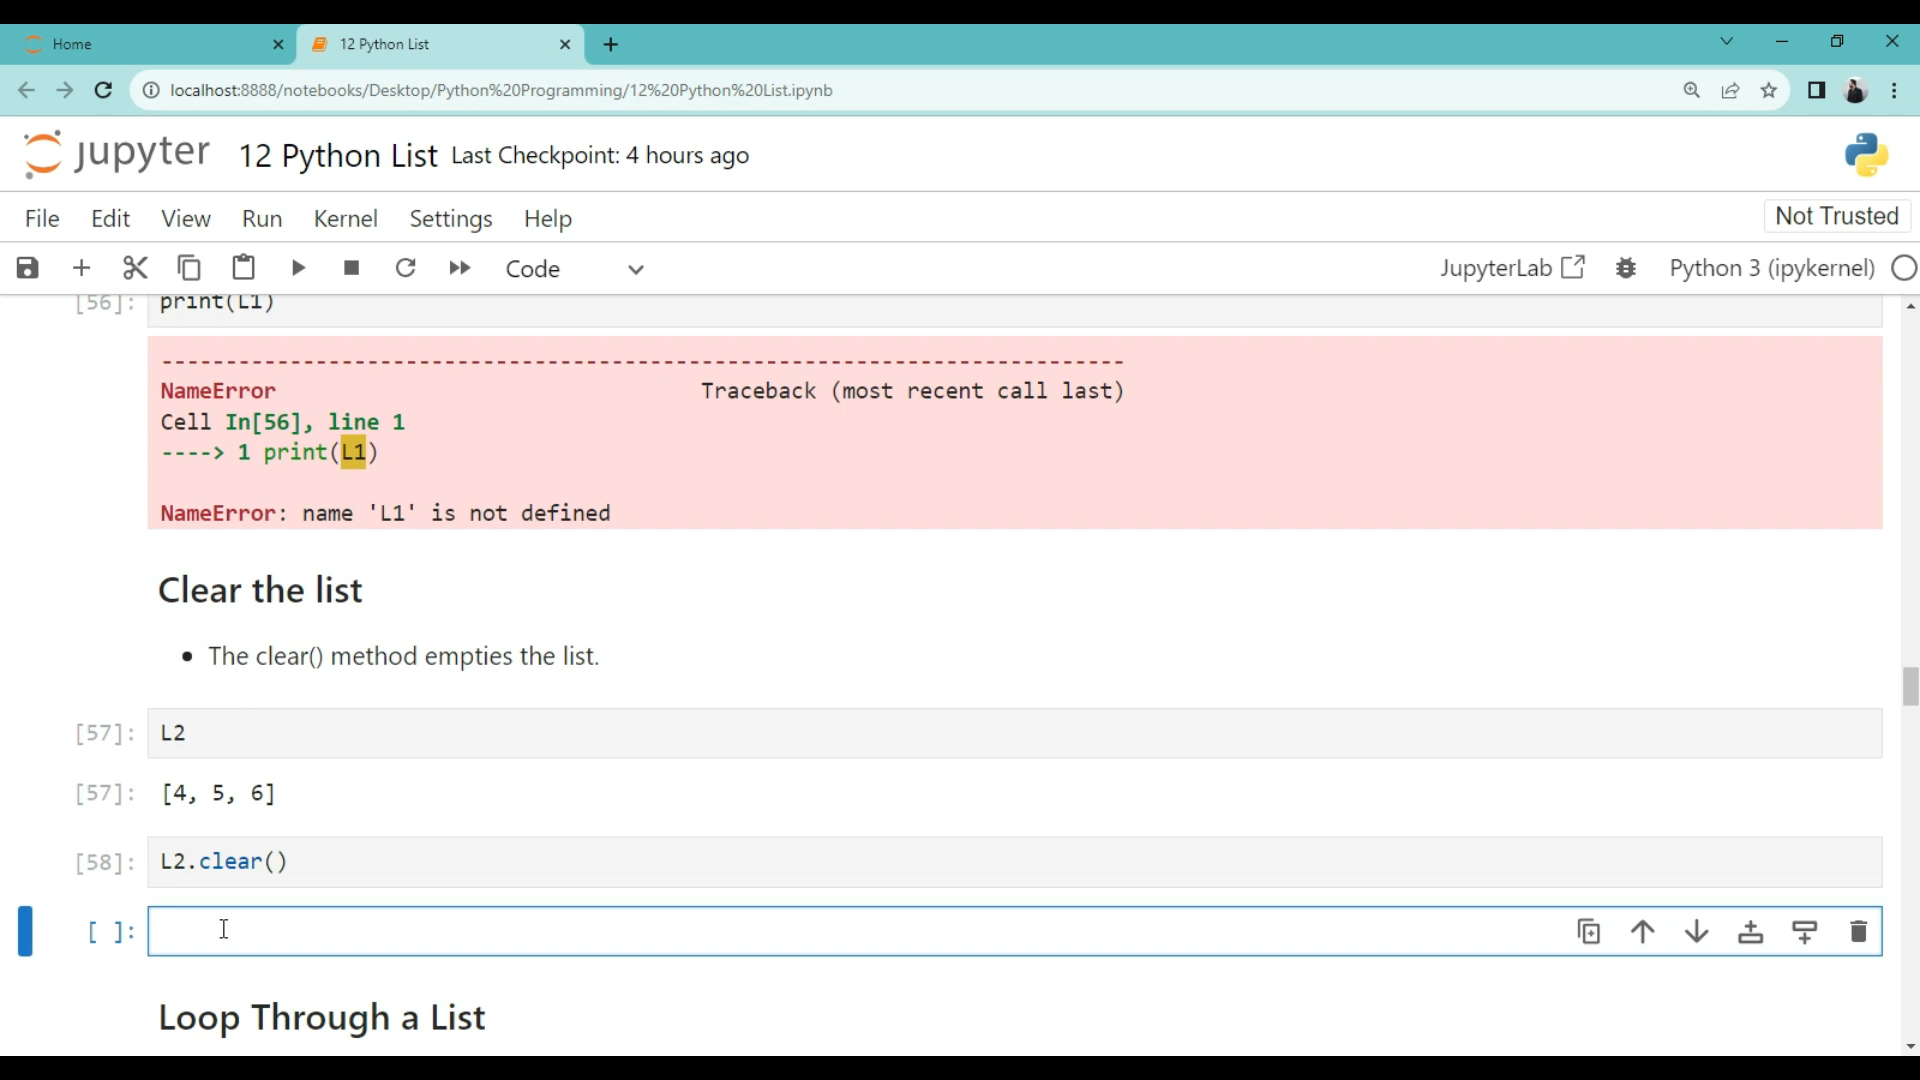 Home
12 Python List
localhost:8888/notebooks/Desktop/Python%20Programming/12%20Python%20List.ipynb
jupyter 12 Python List Last Checkpoint: 4 hours ago
File Edit View Run Kernel Settings Help Not Trusted
Code JupyterLab Python 3 (ipykernel)
[56]: print(L1)
---------------------------------------------------------------------------
NameError Traceback (most recent call last)
Cell In[56], line 1
----> 1 print(L1)
NameError: name 'L1' is not defined
Clear the list
• The clear() method empties the list.
[57]: L2
[57]: [4, 5, 6]
[58]: L2.clear()
[ ]:
Loop Through a List